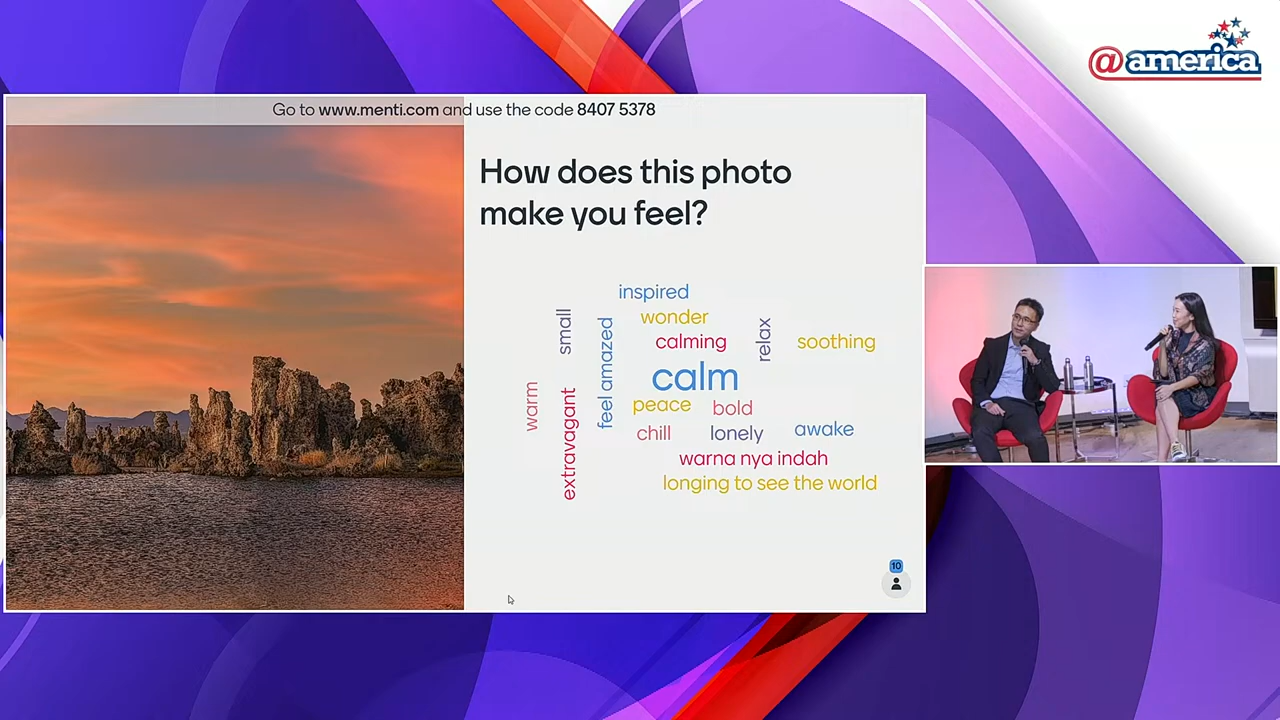 @america
Go to www.menti.com and use the code 8407 5378
How does this photo
make you feel?
inspired
small
wonder
relax
feel amazed
calming
soothing
calm
warm
extravagant
peace
bold
chill
lonely
awake
warna nya indah
longing to see the world
10